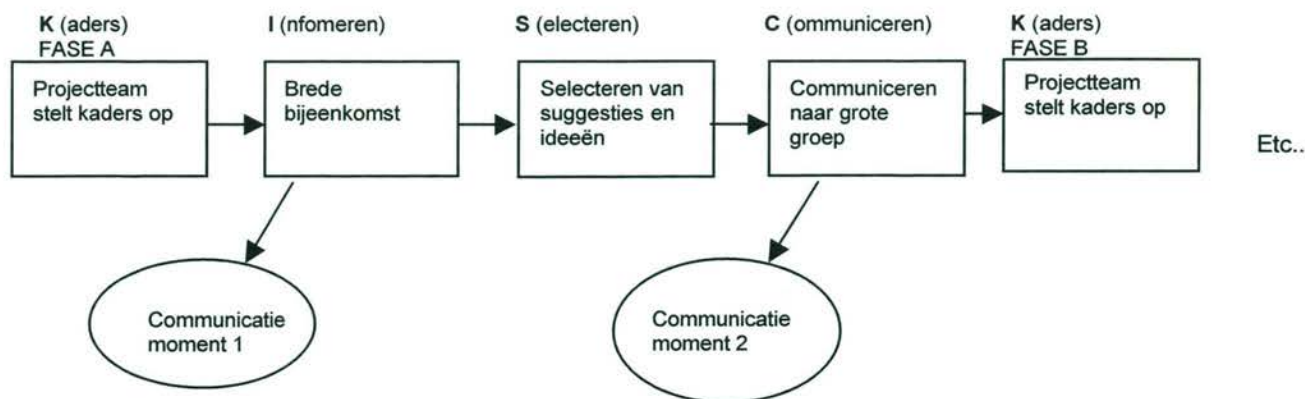 K (aders)
FASE A
I (nfomeren)
S (electeren)
C (ommuniceren)
K (aders)
FASE B
Projectteam
stelt kaders op
Brede
bijeenkomst
Suggesteren van
suggesties en
ideeën
Communiceren
naar grote
groep
Projectteam
stelt kaders op
Etc..
Communicatie
moment 1
Communicatie
moment 2